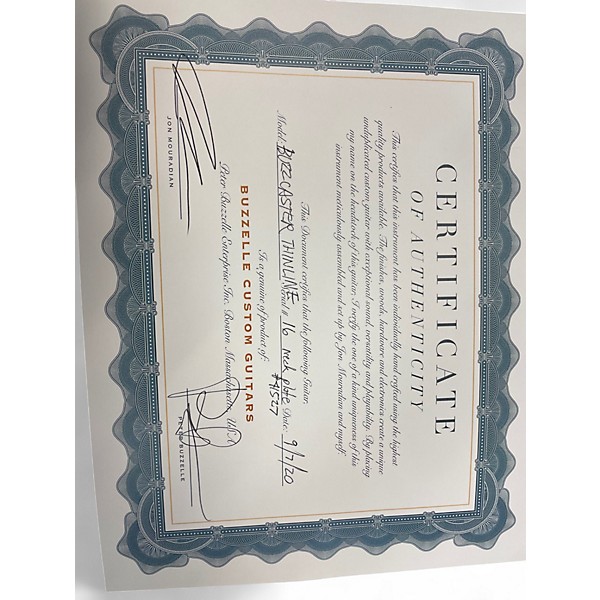 CERTIFICATE
OF AUTHENTICITY
This certifies that this instrument has been individually hand crafted using the highest
quality products available. The finishes, woods, hardware and electronics create a unique
unduplicated custom guitar with exceptional sound, versatility and playability. By placing
my name on the headstock of this guitar, I verify the one of a kind uniqueness of this
instrument meticulously assembled and set up by Jon Mouradian and myself.
This Document certifies that the following Guitar,
Model: BUZZCASTER THINLINE Serial # 16 neck plate Date: 9/7/20
#4527
Is a genuine of product of:
BUZZELLE CUSTOM GUITARS
Peter Buzzelle Enterprise Inc. Boston Massachusetts, USA
JON MOURADIAN
PETER BUZZELLE